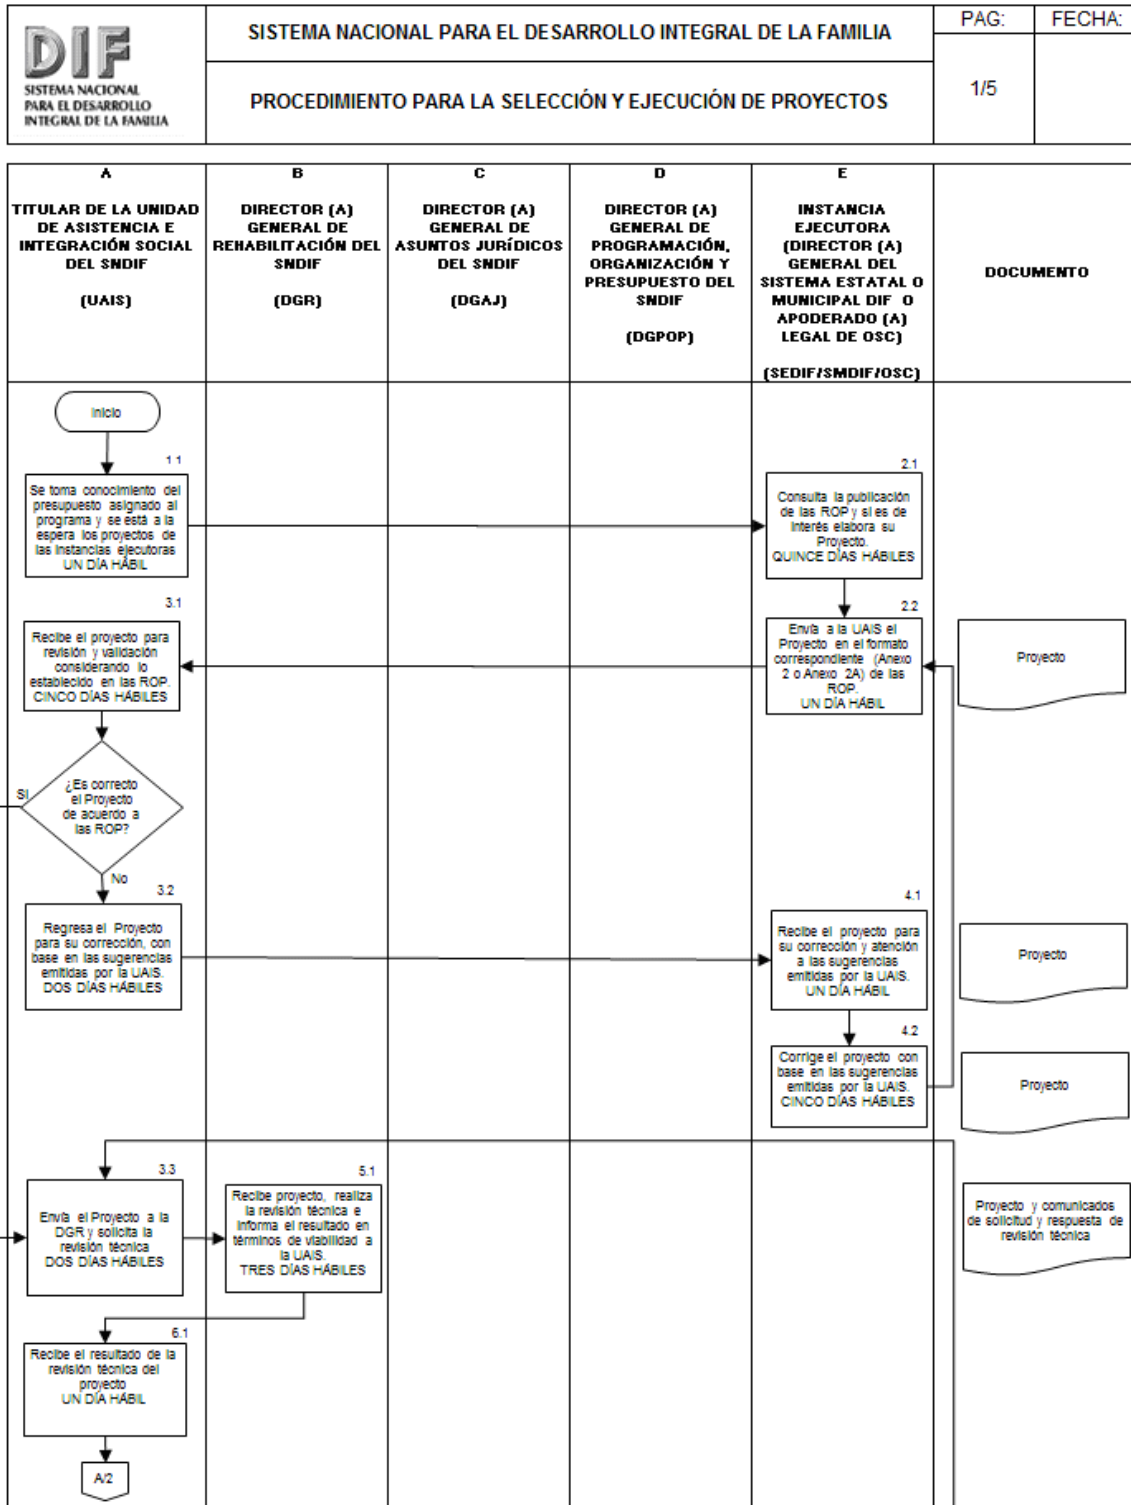 DIF
SISTEMA NACIONAL
PARA EL DESARROLLO
INTEGRAL DE LA FAMILIA
SISTEMA NACIONAL PARA EL DESARROLLO INTEGRAL DE LA FAMILIA
PROCEDIMIENTO PARA LA SELECCIÓN Y EJECUCIÓN DE PROYECTOS
PAG:
FECHA:
1/5
A
TITULAR DE LA UNIDAD
DE ASISTENCIA E
INTEGRACIÓN SOCIAL
DEL SNDIF
(UAIS)
B
DIRECTOR (A)
GENERAL DE
REHABILITACIÓN DEL
SNDIF
(DGR)
C
DIRECTOR (A)
GENERAL DE
ASUNTOS JURÍDICOS
DEL SNDIF
(DGAJ)
D
DIRECTOR (A)
GENERAL DE
PROGRAMACIÓN,
ORGANIZACIÓN Y
PRESUPUESTO DEL
SNDIF
(DGPOP)
E
INSTANCIA
EJECUTORA
(DIRECTOR (A)
GENERAL DEL
SISTEMA ESTATAL O
MUNICIPAL DIF O
APODERADO (A)
LEGAL DE OSC)
(SEDIF/SMDIF/OSC)
DOCUMENTO
Inicio
1.1
Se toma conocimiento del
presupuesto asignado al
programa y se está a la
espera los proyectos de
las instancias ejecutoras
UN DÍA HÁBIL
2.1
Consulta la publicación
de las ROP y si es de
interés elabora su
Proyecto.
QUINCE DÍAS HÁBILES
2.2
Envía a la UAIS el
Proyecto en el formato
correspondiente (Anexo
2 o Anexo 2A) de las
ROP.
UN DÍA HÁBIL
Proyecto
3.1
Recibe el proyecto para
revisión y validación
considerando lo
establecido en las ROP.
CINCO DÍAS HÁBILES
¿Es correcto
el Proyecto
de acuerdo a
las ROP?
SI
No
3.2
Regresa el Proyecto
para su corrección, con
base en las sugerencias
emitidas por la UAIS.
DOS DÍAS HÁBILES
4.1
Recibe el proyecto para
su corrección y atención
a las sugerencias
emitidas por la UAIS.
UN DÍA HÁBIL
Proyecto
4.2
Corrige el proyecto con
base en las sugerencias
emitidas por la UAIS.
CINCO DÍAS HÁBILES
Proyecto
3.3
Envía el Proyecto a la
DGR y solicita la
revisión técnica
DOS DÍAS HÁBILES
5.1
Recibe proyecto, realiza
la revisión técnica e
informa el resultado en
términos de viabilidad a
la UAIS.
TRES DÍAS HÁBILES
Proyecto y comunicados
de solicitud y respuesta de
revisión técnica
6.1
Recibe el resultado de la
revisión técnica del
proyecto
UN DÍA HÁBIL
A/2